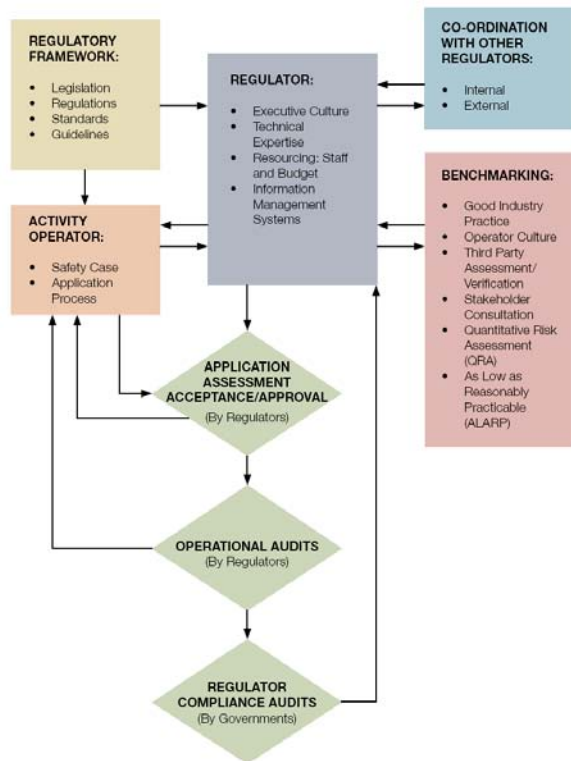 REGULATORY
FRAMEWORK:
• Legislation
• Regulations
• Standards
• Guidelines
REGULATOR:
• Executive Culture
• Technical
Expertise
• Resourcing: Staff
and Budget
• Information
Management
Systems
CO-ORDINATION
WITH OTHER
REGULATORS:
• Internal
• External
ACTIVITY
OPERATOR:
• Safety Case
• Application
Process
BENCHMARKING:
• Good Industry
Practice
• Operator Culture
• Third Party
Assessment/
Verification
• Stakeholder
Consultation
• Quantitative Risk
Assessment
(QRA)
• As Low as
Reasonably
Practicable
(ALARP)
APPLICATION
ASSESSMENT
ACCEPTANCE/APPROVAL
(By Regulators)
OPERATIONAL AUDITS
(By Regulators)
REGULATOR
COMPLIANCE AUDITS
(By Governments)